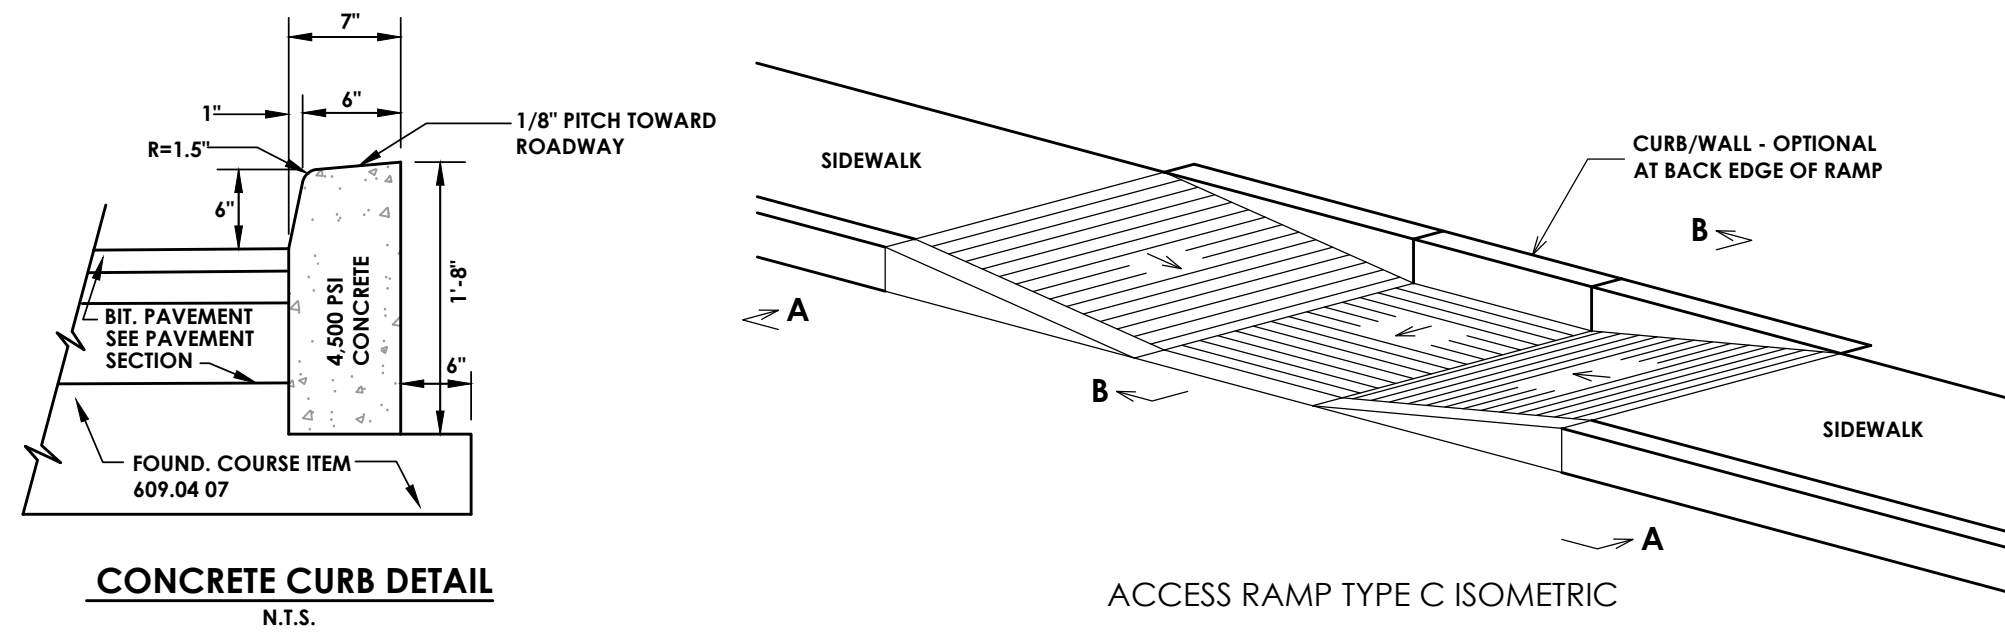 7"
6"
1"
R=1.5"
1/8" PITCH TOWARD
ROADWAY
6"
4,500 PSI
CONCRETE
1'-8"
BIT. PAVEMENT
SEE PAVEMENT
SECTION
6"
FOUND. COURSE ITEM
609.04 07
CONCRETE CURB DETAIL
N.T.S.
SIDEWALK
CURB/WALL - OPTIONAL
AT BACK EDGE OF RAMP
B
A
B
SIDEWALK
A
ACCESS RAMP TYPE C ISOMETRIC